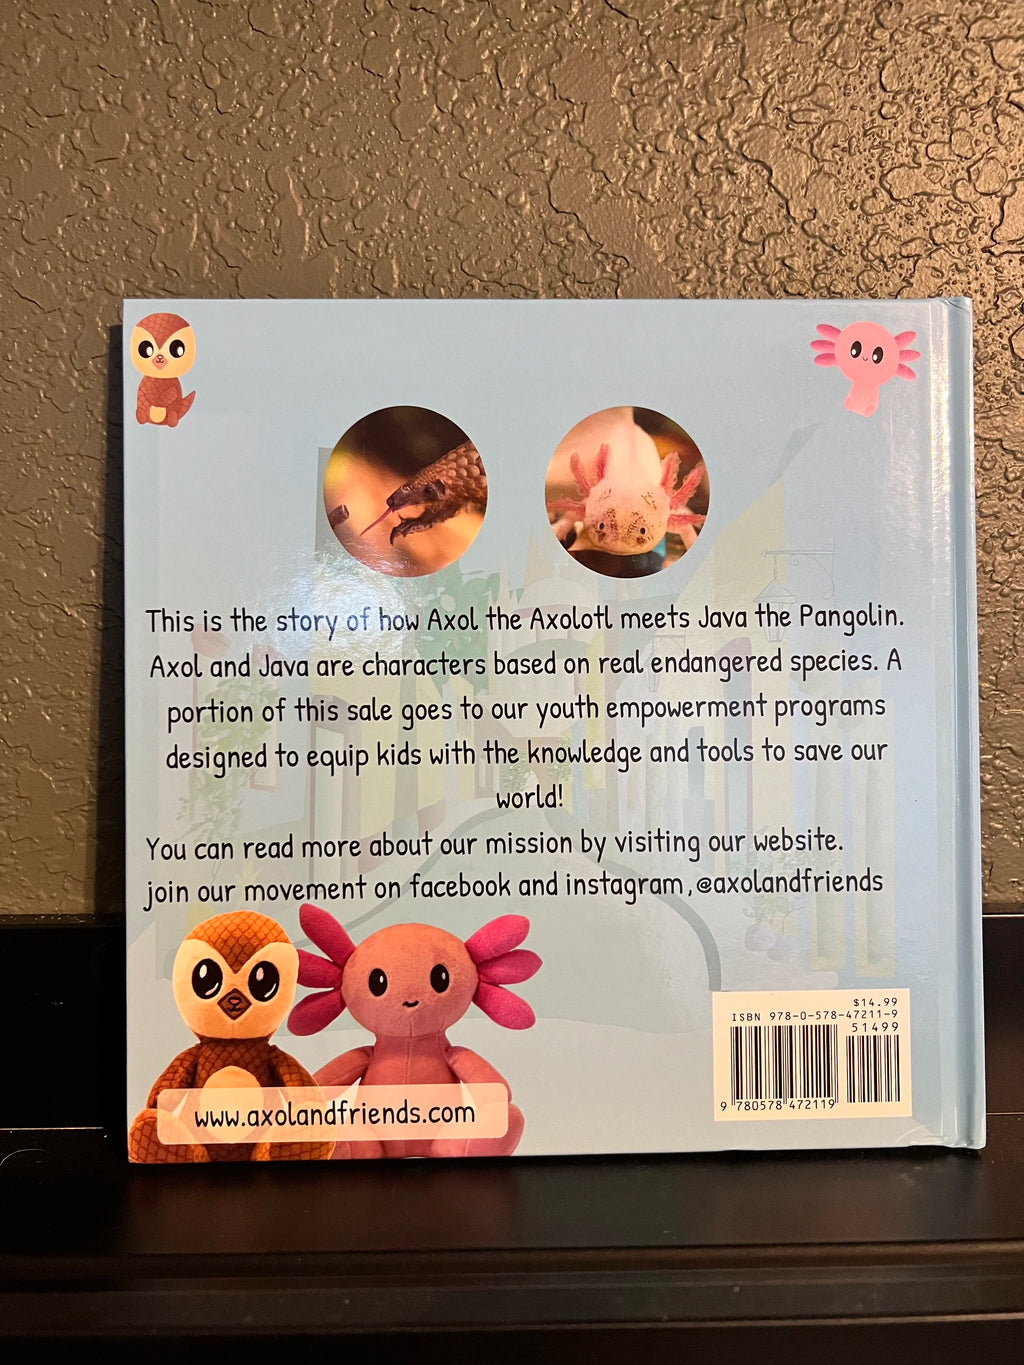 This is the story of how Axol the Axolotl meets Java the Pangolin.
Axol and Java are characters based on real endangered species. A
portion of this sale goes to our youth empowerment programs
designed to equip kids with the knowledge and tools to save our
world!
You can read more about our mission by visiting our website.
join our movement on facebook and instagram,@axolandfriends
www.axolandfriends.com
$14.99
ISBN 978-0-578-47211-9
51499
9 780578 472119